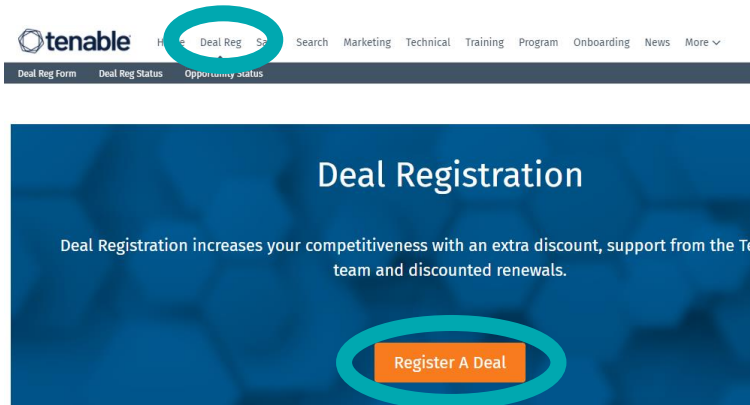 tenable
Deal Reg Search Marketing Technical Training Program Onboarding News More
Deal Reg Form Deal Reg Status Opportunity Status
Deal Registration
Deal Registration increases your competitiveness with an extra discount, support from the
team and discounted renewals.
Register A Deal